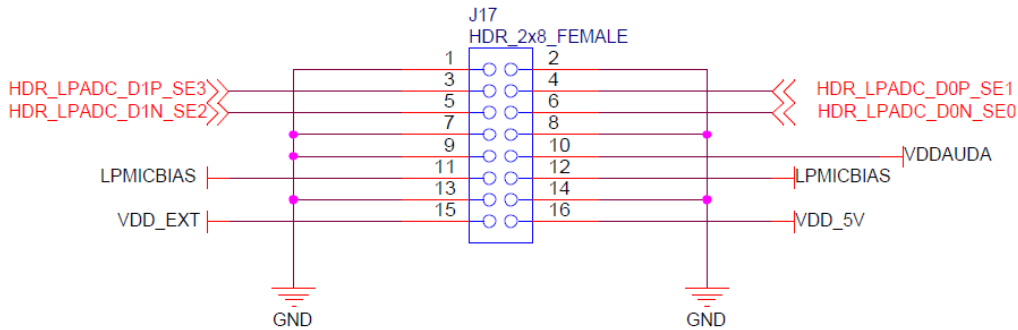 J17
HDR_2x8_FEMALE
1 2
HDR_LPADC_D1P_SE3 3 4 HDR_LPADC_D0P_SE1
HDR_LPADC_D1N_SE2 5 6 HDR_LPADC_D0N_SE0
7 8
9 10 VDDAUDA
LPMICBIAS 11 12 LPMICBIAS
13 14
VDD_EXT 15 16 VDD_5V
GND GND